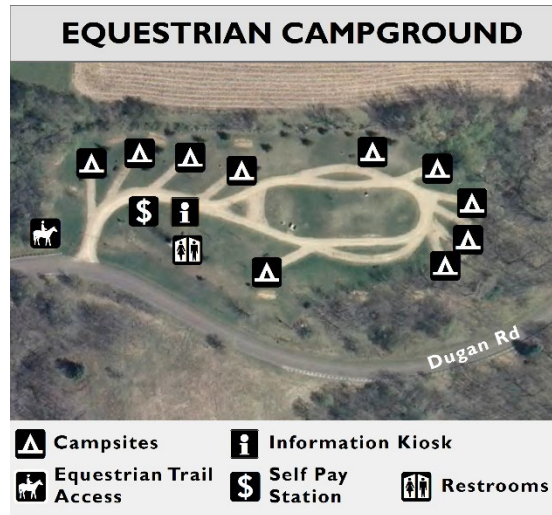 EQUESTRIAN CAMPGROUND
$
i
Dugan Rd
Campsites
i Information Kiosk
Equestrian Trail
Access
$ Self Pay
Station
Restrooms